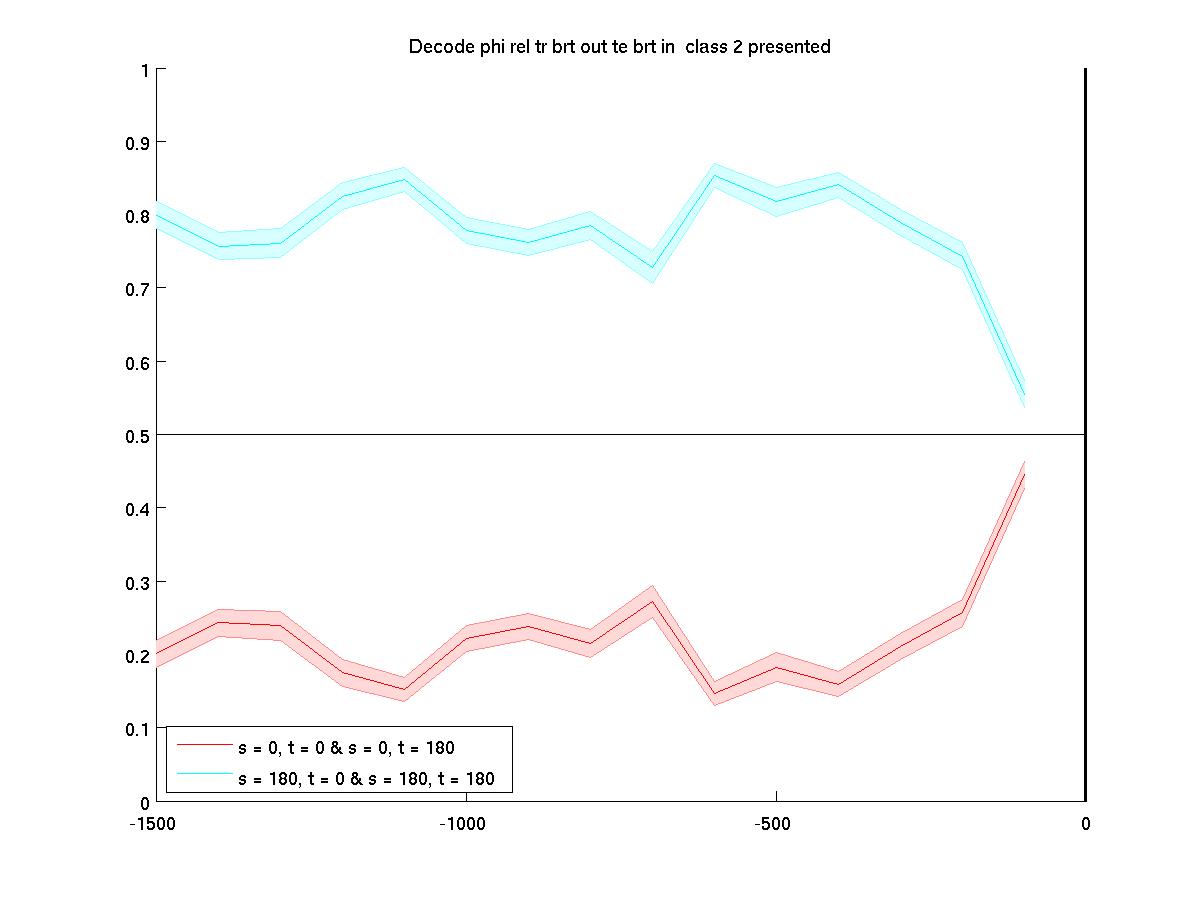 Decode phi rel tr brt out te brt in  class 2 presented
1
0.9
0.8
0.7
0.6
0.5
0.4
0.3
0.2
0.1
0
s = 0, t = 0 & s = 0, t = 180
s = 180, t = 0 & s = 180, t = 180
-1500 -1000 -500 0